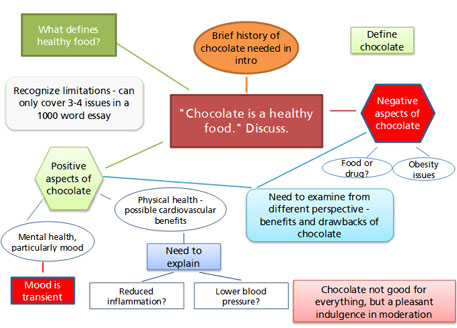 What defines
healthy food?
Brief history of
chocolate needed in
intro
Define
chocolate
Recognize limitations - can
only cover 3-4 issues in a
1000 word essay
"Chocolate is a healthy
food." Discuss.
Negative
aspects of
chocolate
Food or
drug?
Obesity
issues
Positive
aspects of
chocolate
Physical health -
possible cardiovascular
benefits
Need to examine from
different perspective -
benefits and drawbacks of
chocolate
Mental health,
particularly mood
Need to
explain
Mood is
transient
Reduced
inflammation?
Lower blood
pressure?
Chocolate not good for
everything, but a pleasant
indulgence in moderation